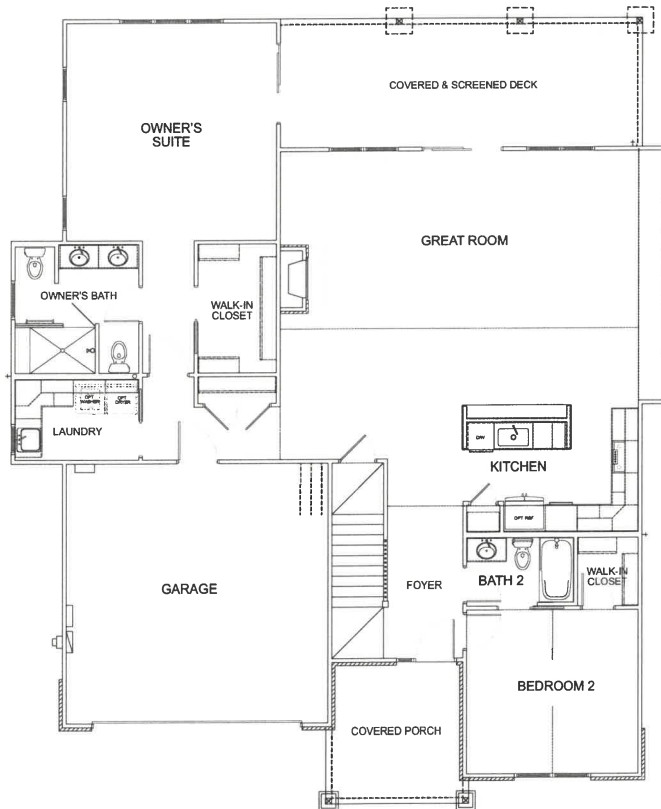 COVERED & SCREENED DECK
OWNER'S
SUITE
GREAT ROOM
OWNER'S BATH
WALK-IN
CLOSET
OPT
WASHER
OPT
DRYER
LAUNDRY
D/W
KITCHEN
OPT REF
GARAGE
FOYER
BATH 2
WALK-IN
CLOSET
BEDROOM 2
COVERED PORCH